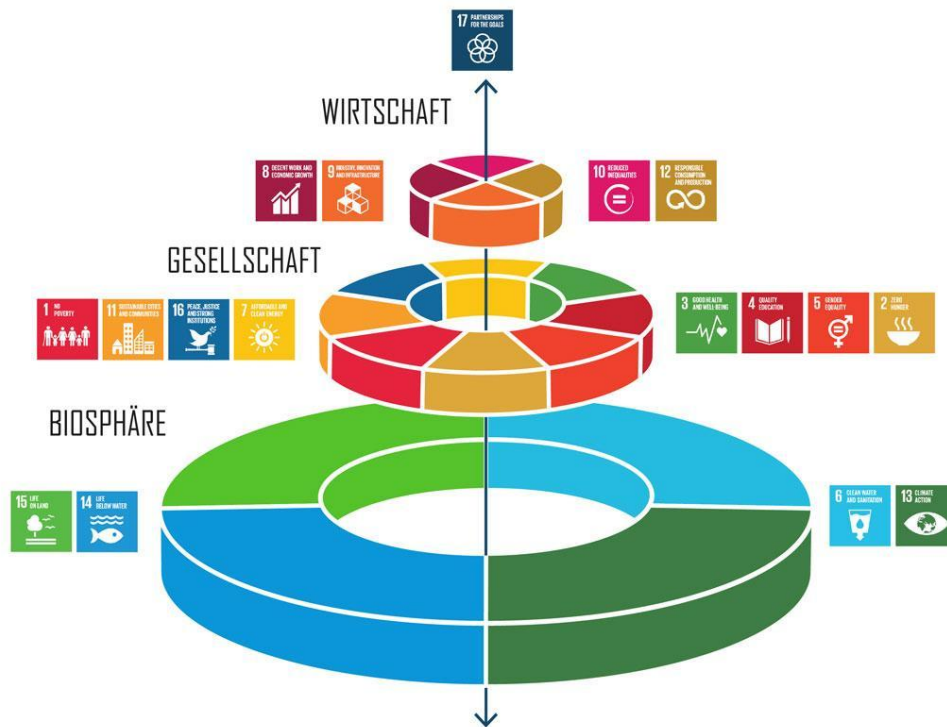 17 PARTNERSHIPS
FOR THE GOALS
WIRTSCHAFT
8 DECENT WORK AND
ECONOMIC GROWTH
9 INDUSTRY, INNOVATION
AND INFRASTRUCTURE
10 REDUCED
INEQUALITIES
12 RESPONSIBLE
CONSUMPTION
AND PRODUCTION
GESELLSCHAFT
1 NO
POVERTY
11 SUSTAINABLE CITIES
AND COMMUNITIES
16 PEACE, JUSTICE
AND STRONG
INSTITUTIONS
7 AFFORDABLE AND
CLEAN ENERGY
3 GOOD HEALTH
AND WELL-BEING
4 QUALITY
EDUCATION
5 GENDER
EQUALITY
2 ZERO
HUNGER
BIOSPHÄRE
15 LIFE
ON LAND
14 LIFE
BELOW WATER
6 CLEAN WATER
AND SANITATION
13 CLIMATE
ACTION